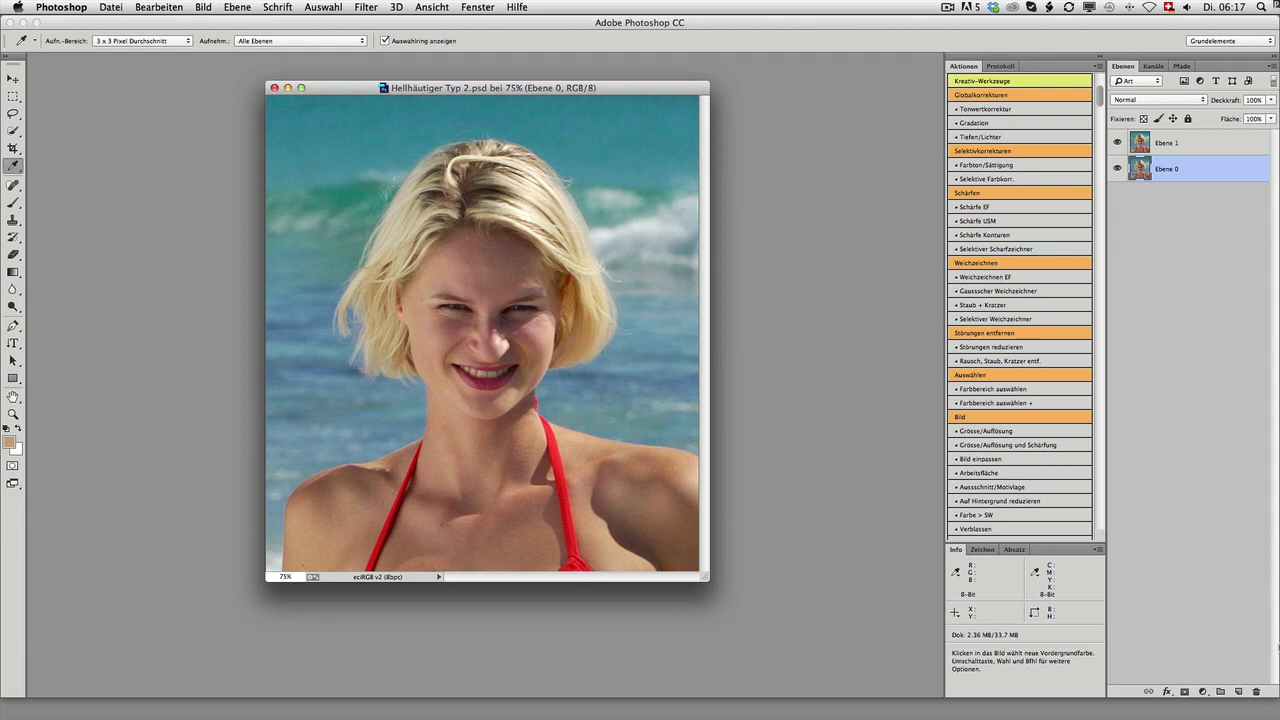 Photoshop Datei Bearbeiten Bild Ebene Schrift Auswahl Filter 3D Ansicht Fenster Hilfe 5 Di. 06:17
Adobe Photoshop CC
Aufn.-Bereich: 3 x 3 Pixel Durchschnitt Aufnehm.: Alle Ebenen Auswahlring anzeigen Grundelemente
Hellhäutiger Typ 2.psd bei 75% (Ebene 0, RGB/8)
75% eciRGB v2 (8bpc)
Aktionen Protokoll
Kreativ-Werkzeuge
Globalkorrekturen
• Tonwertkorrektur
• Gradation
• Tiefen/Lichter
Selektivkorrekturen
• Farbton/Sättigung
• Selektive Farbkorr.
Schärfen
• Schärfe EF
• Schärfe USM
• Schärfe Konturen
• Selektiver Scharfzeichner
Weichzeichnen
• Weichzeichnen EF
• Gaussscher Weichzeichner
• Staub + Kratzer
• Selektiver Weichzeichner
Störungen entfernen
• Störungen reduzieren
• Rausch, Staub, Kratzer entf.
Auswählen
• Farbbereich auswählen
• Farbbereich auswählen +
Bild
• Grösse/Auflösung
• Grösse/Auflösung und Schärfung
• Bild einpassen
• Arbeitsfläche
• Ausschnitt/Motivlage
• Auf Hintergrund reduzieren
• Farbe > SW
• Verblassen
Info Zeichen Absatz
R: C:
G: M:
B: Y:
K:
8-Bit 8-Bit
X: B:
Y: H:
Dok: 2.36 MB/33.7 MB
Klicken in das Bild wählt neue Vordergrundfarbe.
Umschalttaste, Wahl und Bfhl für weitere
Optionen.
Ebenen Kanäle Pfade
Art
Normal Deckkraft: 100%
Fixieren: Fläche: 100%
Ebene 1
Ebene 0